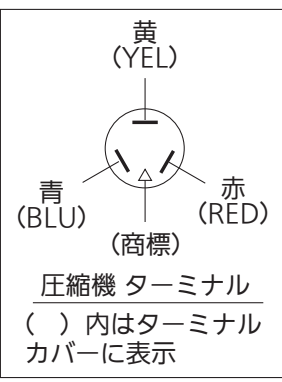 黄
(YEL)
青
(BLU)
赤
(RED)
(商標)
圧縮機 ターミナル
(　)内はターミナル
カバーに表示